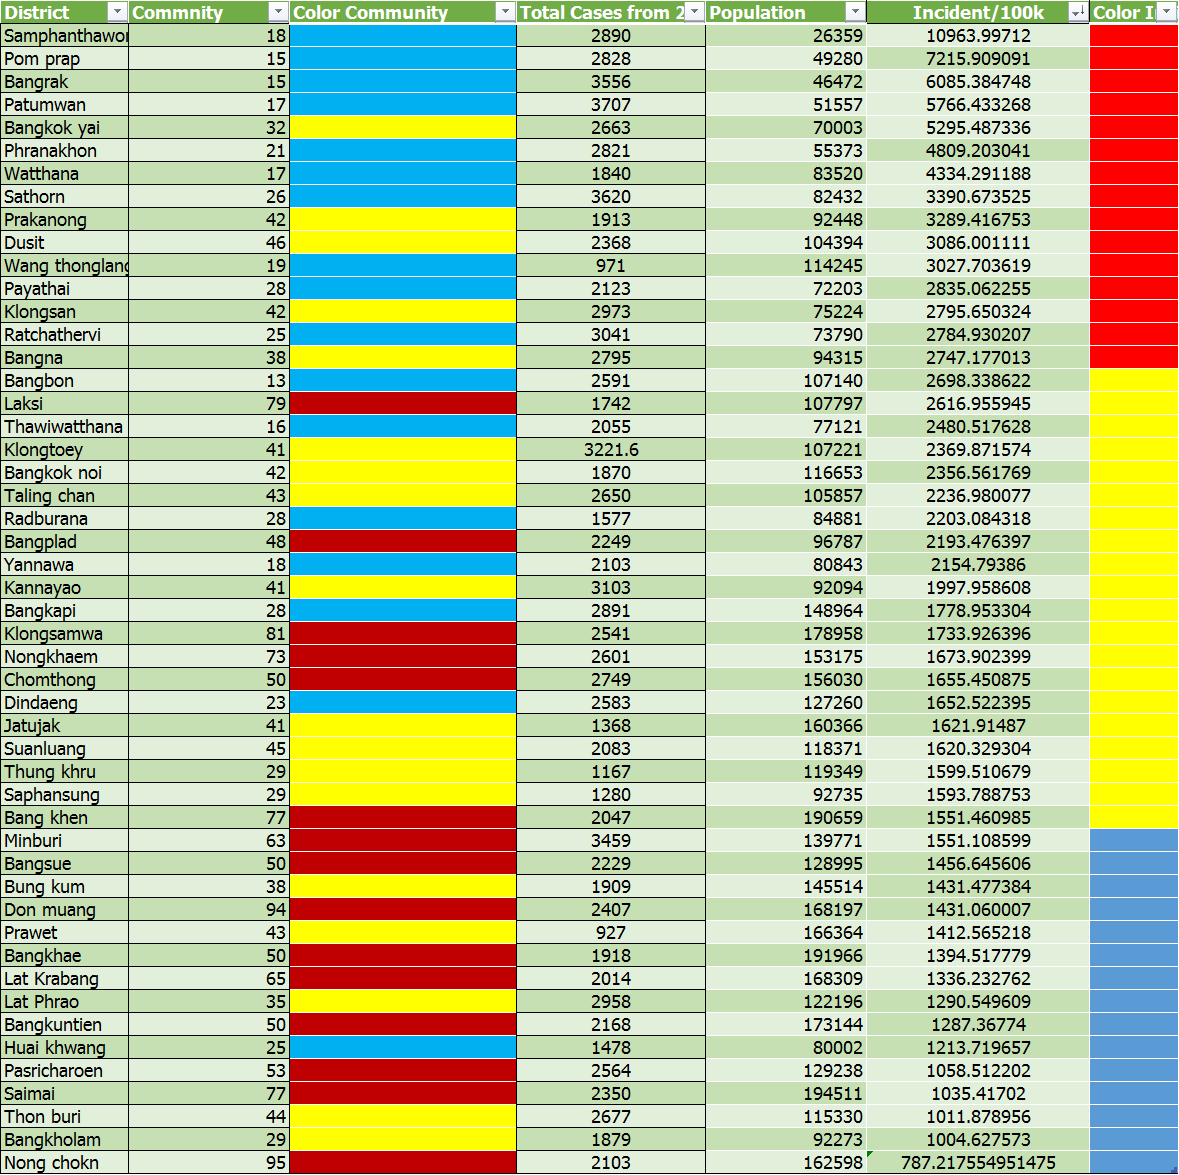 District Commnity Color Community Total Cases from 2 Population Incident/100k Color I
Samphanthawor 18 2890 26359 10963.99712
Pom prap 15 2828 49280 7215.909091
Bangrak 15 3556 46472 6085.384748
Patumwan 17 3707 51557 5766.433268
Bangkok yai 32 2663 70003 5295.487336
Phranakhon 21 2821 55373 4809.203041
Watthana 17 1840 83520 4334.291188
Sathorn 26 3620 82432 3390.673525
Prakanong 42 1913 92448 3289.416753
Dusit 46 2368 104394 3086.001111
Wang thonglang 19 971 114245 3027.703619
Payathai 28 2123 72203 2835.062255
Klongsan 42 2973 75224 2795.650324
Ratchathervi 25 3041 73790 2784.930207
Bangna 38 2795 94315 2747.177013
Bangbon 13 2591 107140 2698.338622
Laksi 79 1742 107797 2616.955945
Thawiwatthana 16 2055 77121 2480.517628
Klongtoey 41 3221.6 107221 2369.871574
Bangkok noi 42 1870 116653 2356.561769
Taling chan 43 2650 105857 2236.980077
Radburana 28 1577 84881 2203.084318
Bangplad 48 2249 96787 2193.476397
Yannawa 18 2103 80843 2154.79386
Kannayao 41 3103 92094 1997.958608
Bangkapi 28 2891 148964 1778.953304
Klongsamwa 81 2541 178958 1733.926396
Nongkhaem 73 2601 153175 1673.902399
Chomthong 50 2749 156030 1655.450875
Dindaeng 23 2583 127260 1652.522395
Jatujak 41 1368 160366 1621.91487
Suanluang 45 2083 118371 1620.329304
Thung khru 29 1167 119349 1599.510679
Saphansung 29 1280 92735 1593.788753
Bang khen 77 2047 190659 1551.460985
Minburi 63 3459 139771 1551.108599
Bangsue 50 2229 128995 1456.645606
Bung kum 38 1909 145514 1431.477384
Don muang 94 2407 168197 1431.060007
Prawet 43 927 166364 1412.565218
Bangkhae 50 1918 191966 1394.517779
Lat Krabang 65 2014 168309 1336.232762
Lat Phrao 35 2958 122196 1290.549609
Bangkuntien 50 2168 173144 1287.36774
Huai khwang 25 1478 80002 1213.719657
Pasricharoen 53 2564 129238 1058.512202
Saimai 77 2350 194511 1035.41702
Thon buri 44 2677 115330 1011.878956
Bangkholam 29 1879 92273 1004.627573
Nong chokn 95 2103 162598 787.217554951475